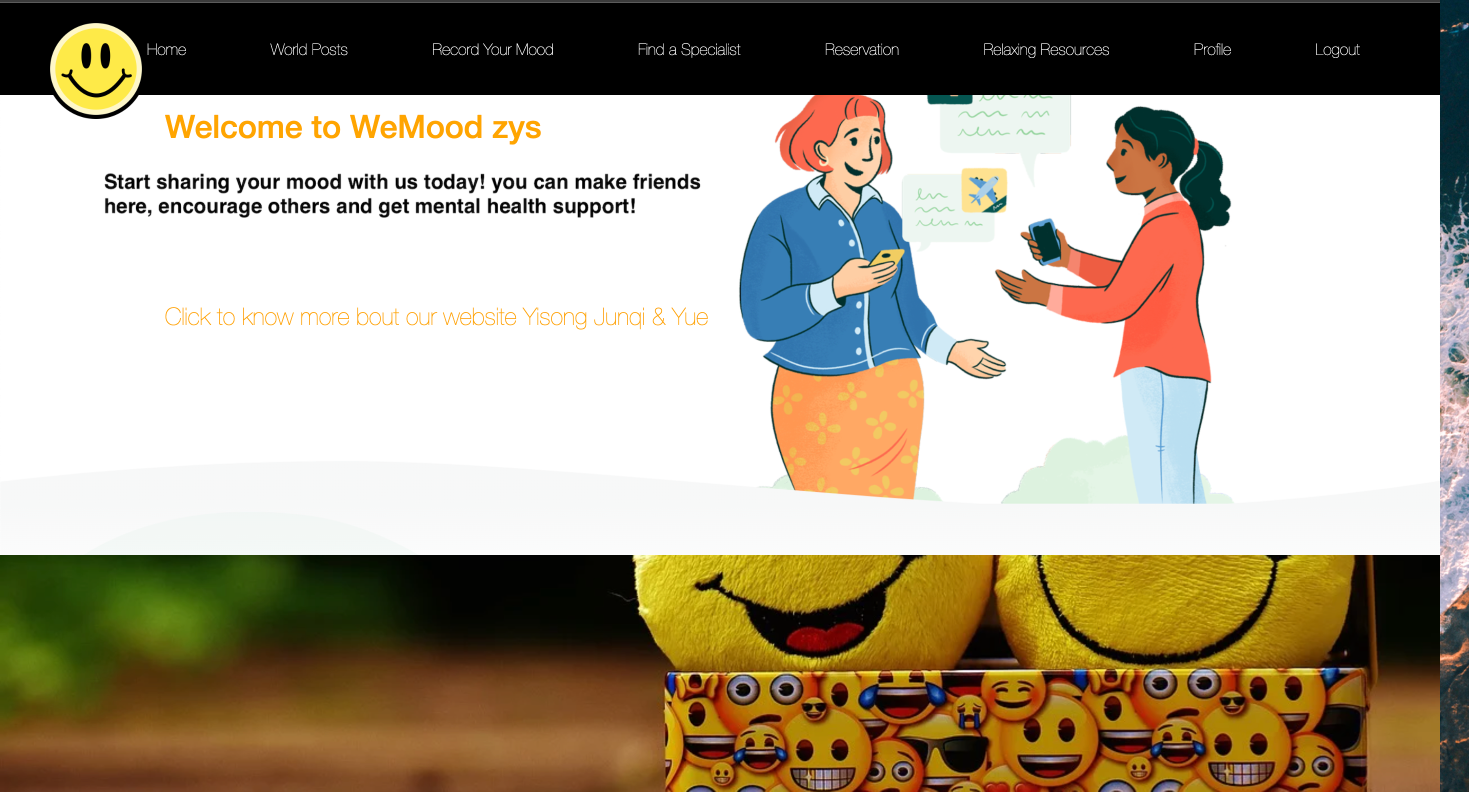 Home World Posts Record Your Mood Find a Specialist Reservation Relaxing Resources Profile Logout
Welcome to WeMood zys
Start sharing your mood with us today! you can make friends
here, encourage others and get mental health support!
Click to know more bout our website Yisong Junqi & Yue